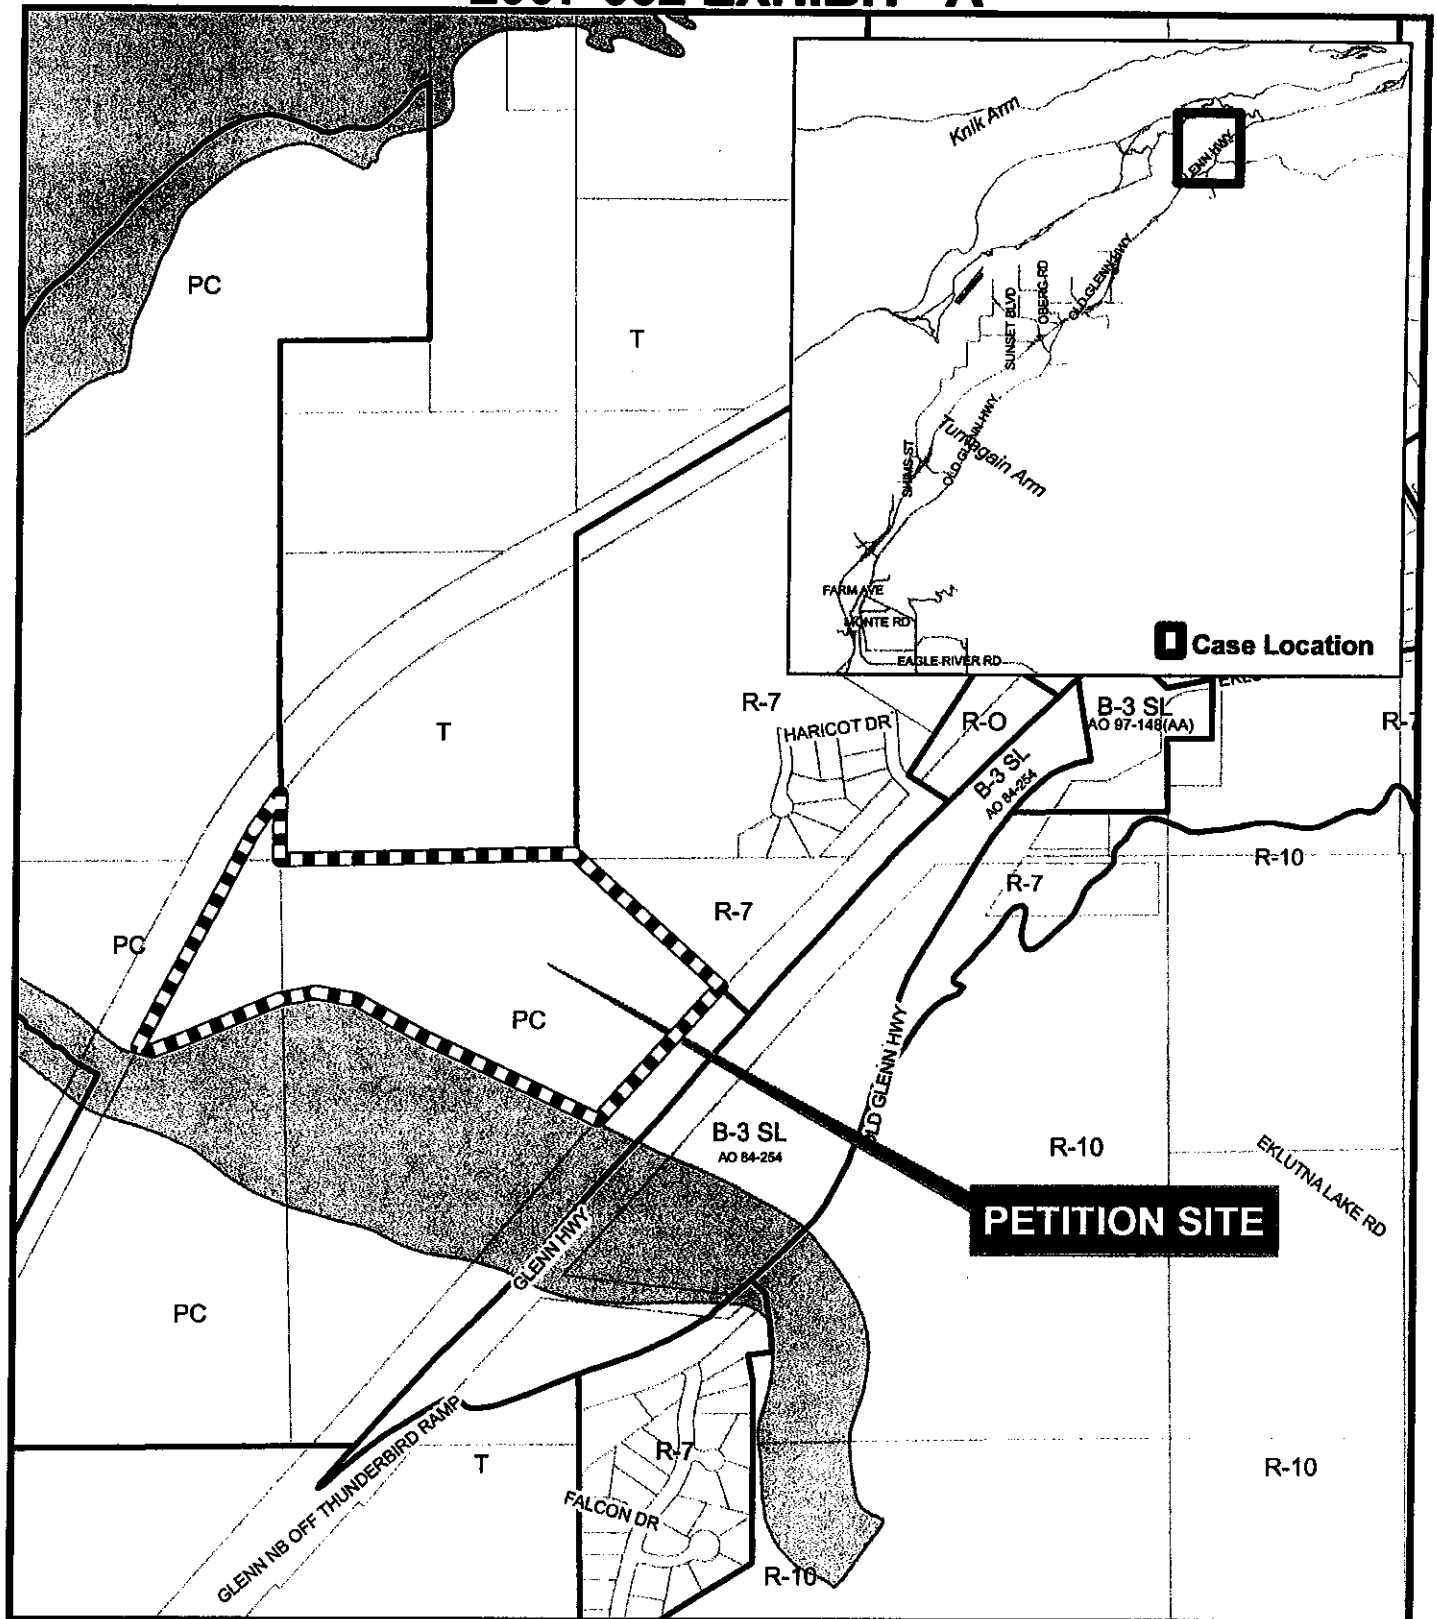 EXHIBIT "A"
Knik Arm
GLENN HWY
SUNSET BLVD
OBERG RD
OLD GLENN HWY
OLD GLENN HWY
Turnagain Arm
FARM AVE
MONTE RD
EAGLE RIVER RD
Case Location
PC
T
R-7
HARICOT DR
R-O
B-3 SL
AO 97-148(AA)
R-7
T
B-3 SL
AO 84-254
R-10
R-7
R-7
PC
PC
OLD GLENN HWY
B-3 SL
AO 84-254
R-10
EKLUTNA LAKE RD
PETITION SITE
GLENN HWY
PC
GLENN NB OFF THUNDERBIRD RAMP
T
R-7
R-10
FALCON DR
R-10